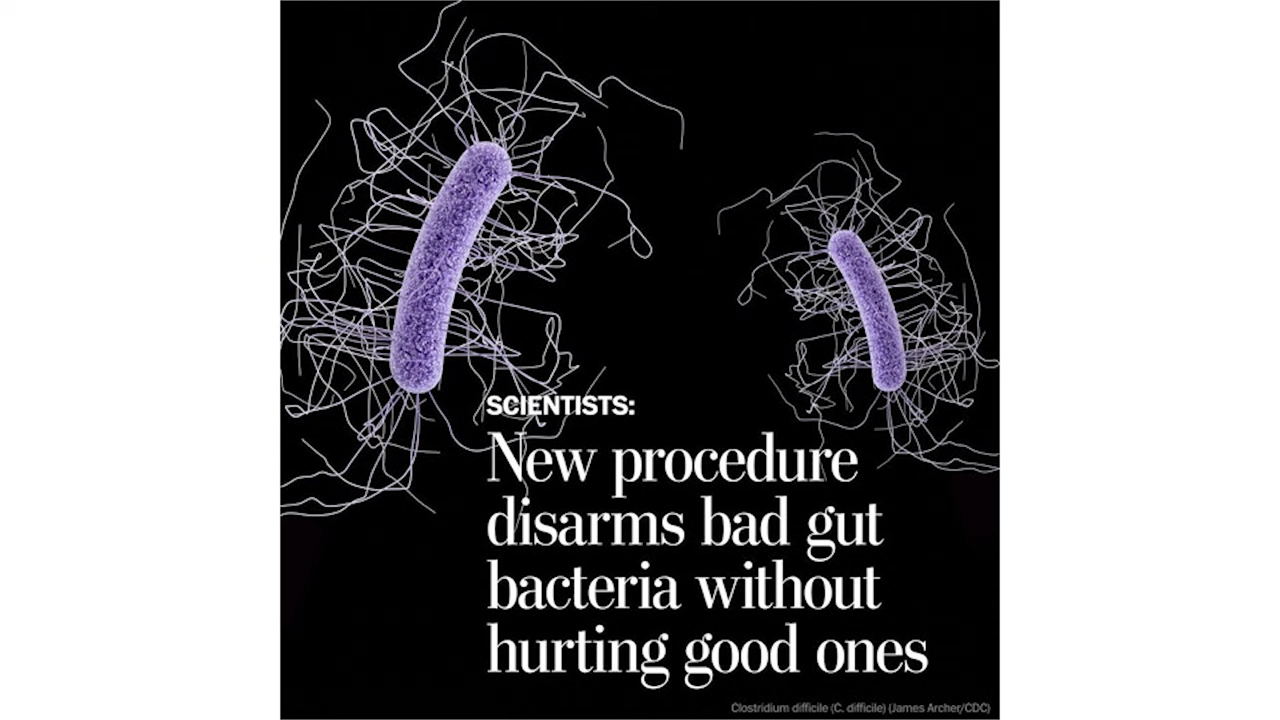 SCIENTISTS:
New procedure
disarms bad gut
bacteria without
hurting good ones
Clostridium difficile (C. difficile) (James Archer/CDC)